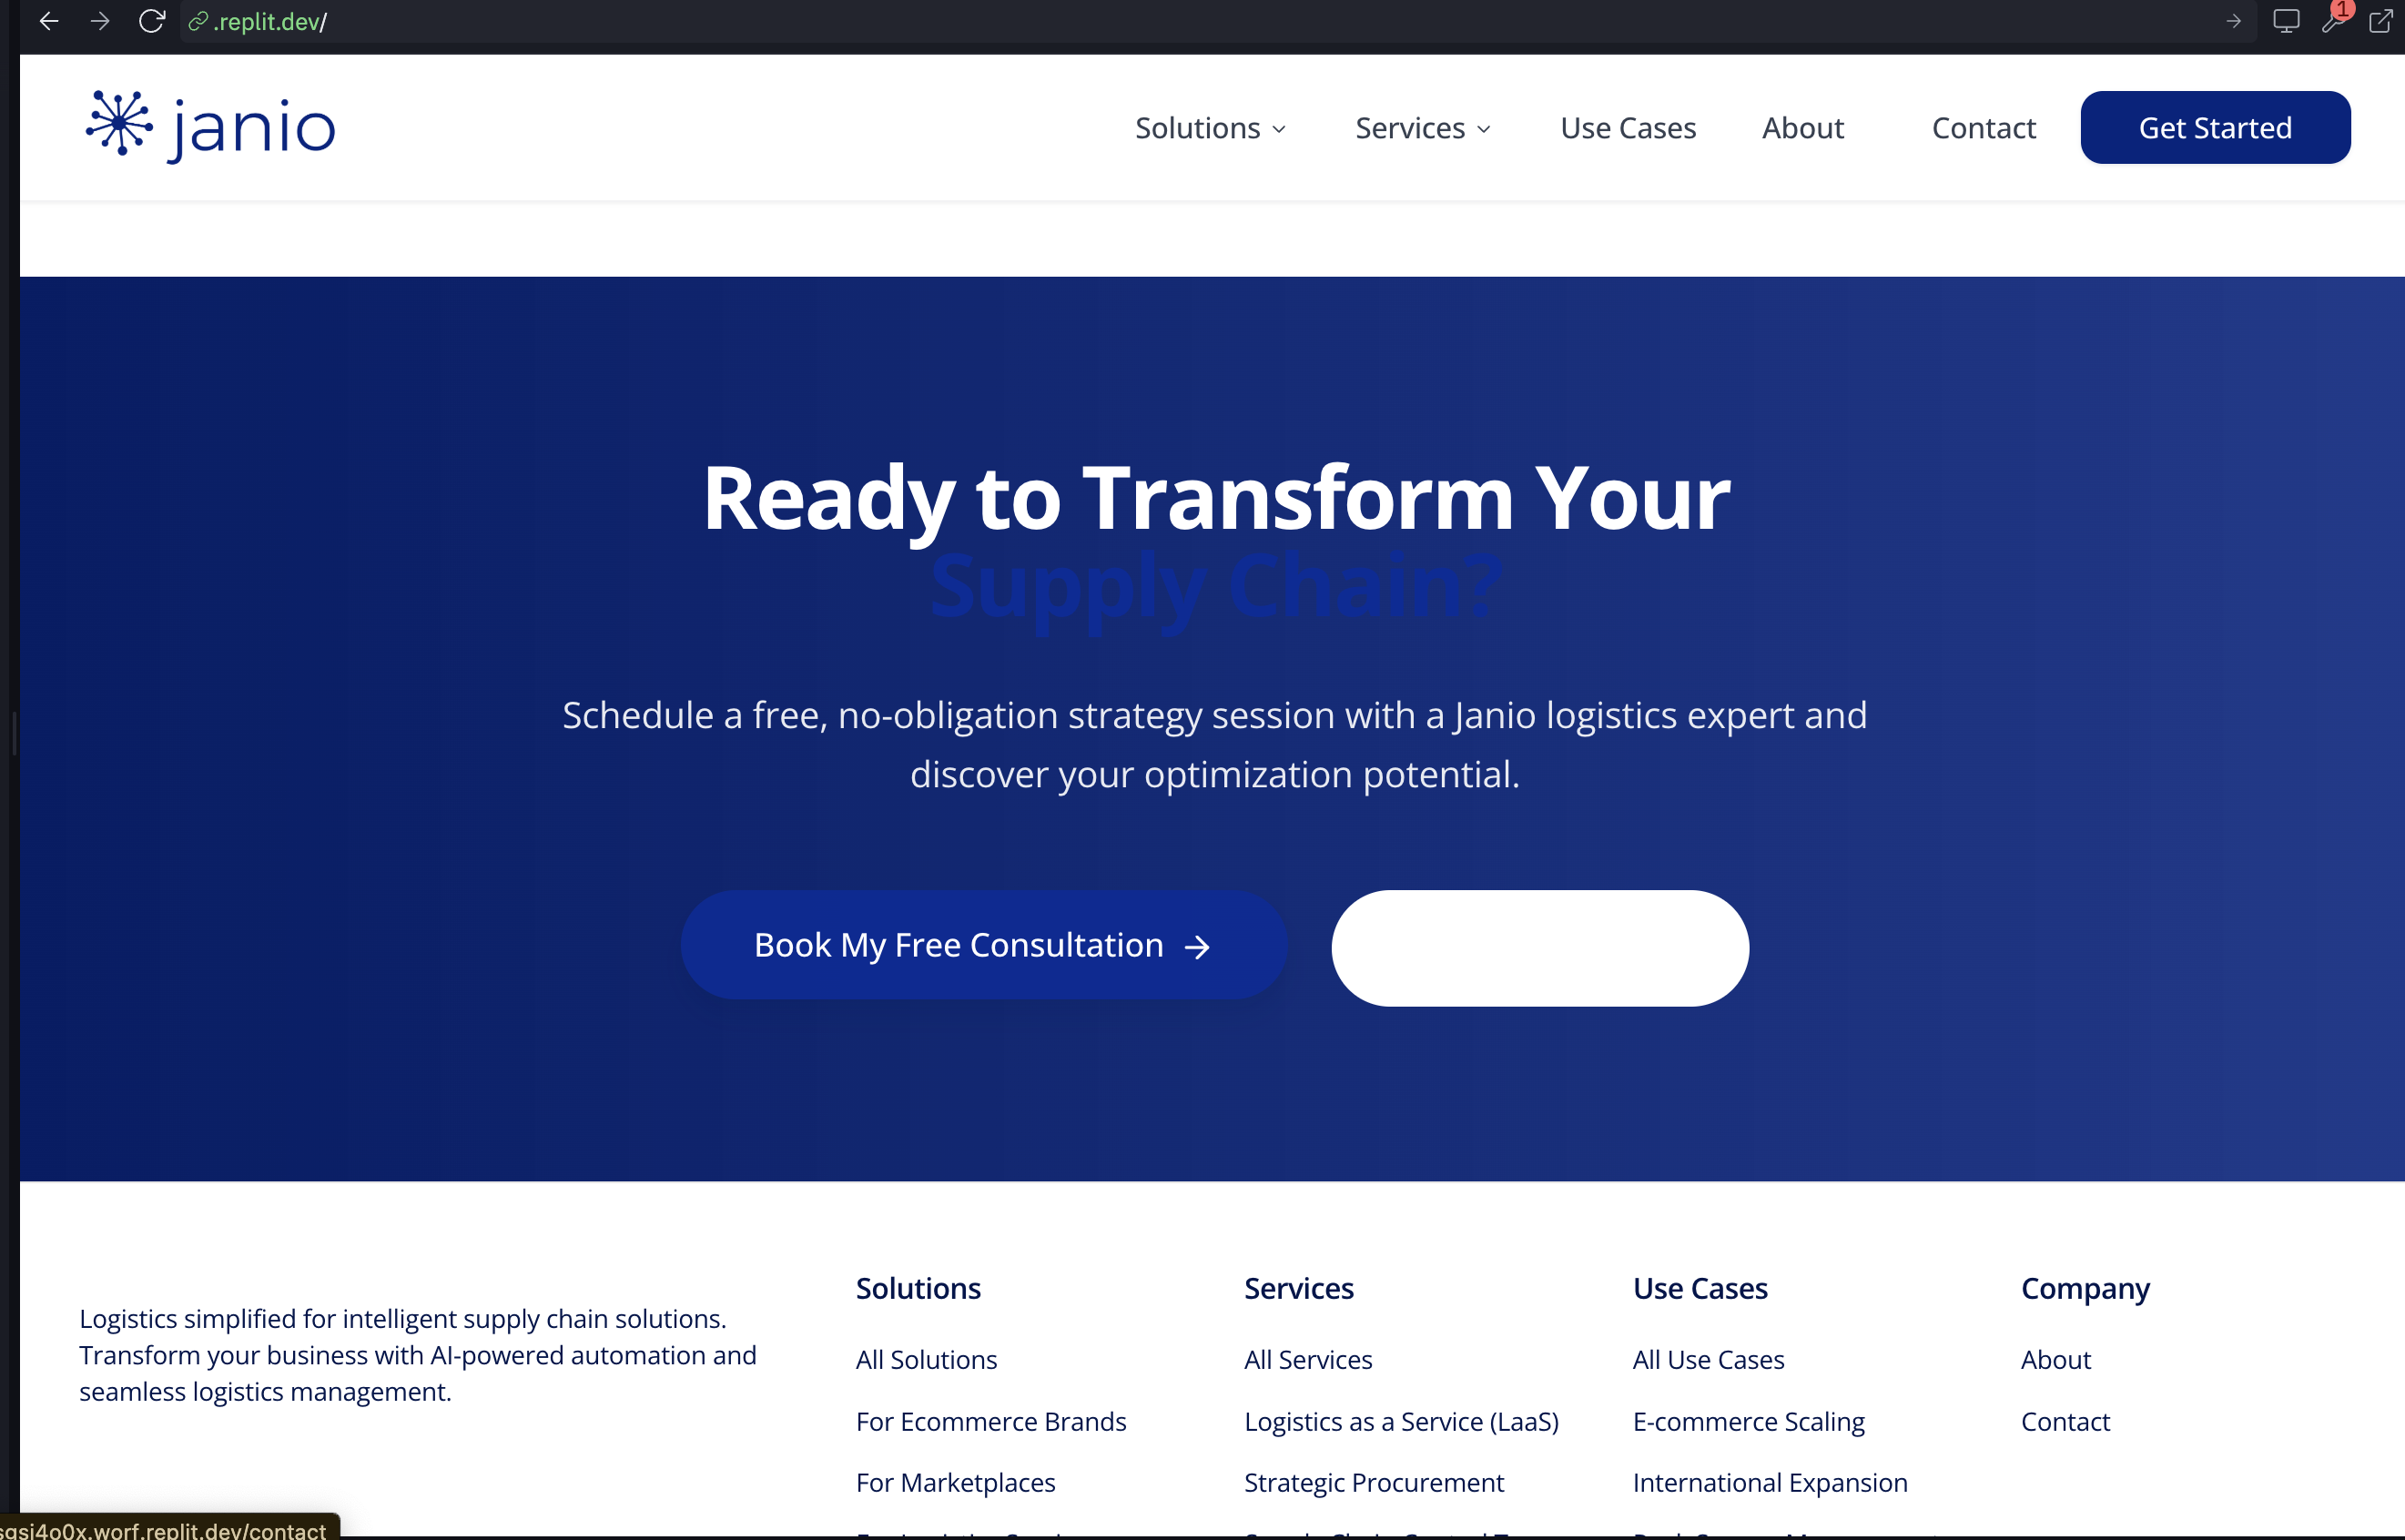 .replit.dev/
1
janio
Solutions
Services
Use Cases
About
Contact
Get Started
Ready to Transform Your
Supply Chain?
Schedule a free, no-obligation strategy session with a Janio logistics expert and
discover your optimization potential.
Book My Free Consultation
Logistics simplified for intelligent supply chain solutions.
Transform your business with AI-powered automation and
seamless logistics management.
Solutions
All Solutions
For Ecommerce Brands
For Marketplaces
Services
All Services
Logistics as a Service (LaaS)
Strategic Procurement
Use Cases
All Use Cases
E-commerce Scaling
International Expansion
Company
About
Contact
sgsi4o0x.worf.replit.dev/contact